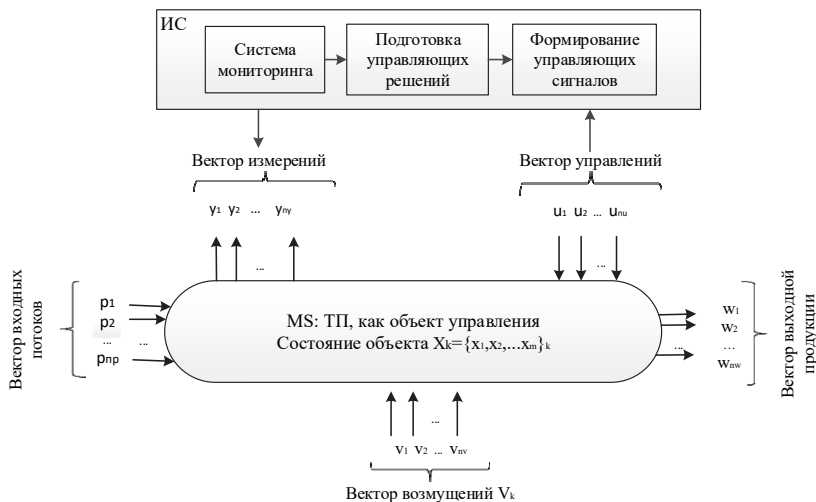 ИС
Система
мониторинга
Подготовка
управляющих
решений
Формирование
управляющих
сигналов
Вектор измерений
Вектор управлений
y1 y2 ... yny
u1 u2 ... unu
...
...
Вектор входных
потоков
p1
p2
... ...
pnp
MS: ТП, как объект управления
Состояние объекта Xk={x1,x2,...xm}k
w1
w2
... ...
wnw
Вектор выходной
продукции
...
v1 v2 ... vnv
Вектор возмущений Vk